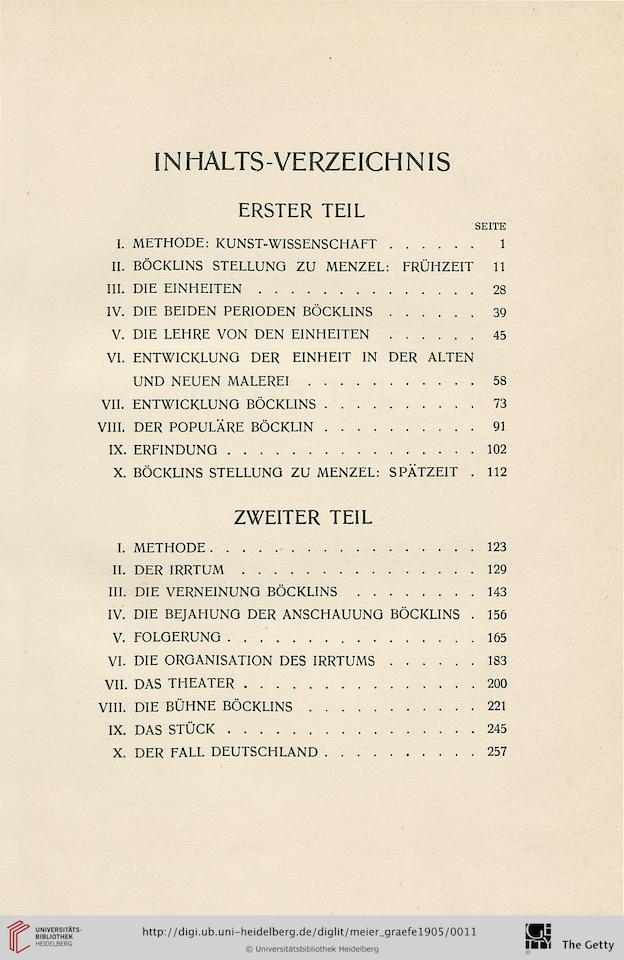 INHALTS-VERZEICHNIS
ERSTER TEIL
SEITE
I. METHODE: KUNST-WISSENSCHAFT . . . . . . 1
II. BÖCKLINS STELLUNG ZU MENZEL: FRÜHZEIT 11
III. DIE EINHEITEN . . . . . . . . . . . . . 28
IV. DIE BEIDEN PERIODEN BÖCKLINS . . . . . . 39
V. DIE LEHRE VON DEN EINHEITEN . . . . . . 45
VI. ENTWICKLUNG DER EINHEIT IN DER ALTEN
UND NEUEN MALEREI . . . . . . . . . . . 58
VII. ENTWICKLUNG BÖCKLINS . . . . . . . . . . 73
VIII. DER POPULÄRE BÖCKLIN . . . . . . . . . . 91
IX. ERFINDUNG . . . . . . . . . . . . . . . . 102
X. BÖCKLINS STELLUNG ZU MENZEL: SPÄTZEIT . 112
ZWEITER TEIL
I. METHODE . . . . . . . . . . . . . . . . . 123
II. DER IRRTUM . . . . . . . . . . . . . . . 129
III. DIE VERNEINUNG BÖCKLINS . . . . . . . . 143
IV. DIE BEJAHUNG DER ANSCHAUUNG BÖCKLINS . 156
V. FOLGERUNG . . . . . . . . . . . . . . . . 165
VI. DIE ORGANISATION DES IRRTUMS . . . . . . 183
VII. DAS THEATER . . . . . . . . . . . . . . . 200
VIII. DIE BÜHNE BÖCKLINS . . . . . . . . . . . 221
IX. DAS STÜCK . . . . . . . . . . . . . . . . 245
X. DER FALL DEUTSCHLAND . . . . . . . . . . 257
UNIVERSITÄTS-
BIBLIOTHEK
HEIDELBERG
http://digi.ub.uni-heidelberg.de/diglit/meier_graefe1905/0011
© Universitätsbibliothek Heidelberg
The Getty